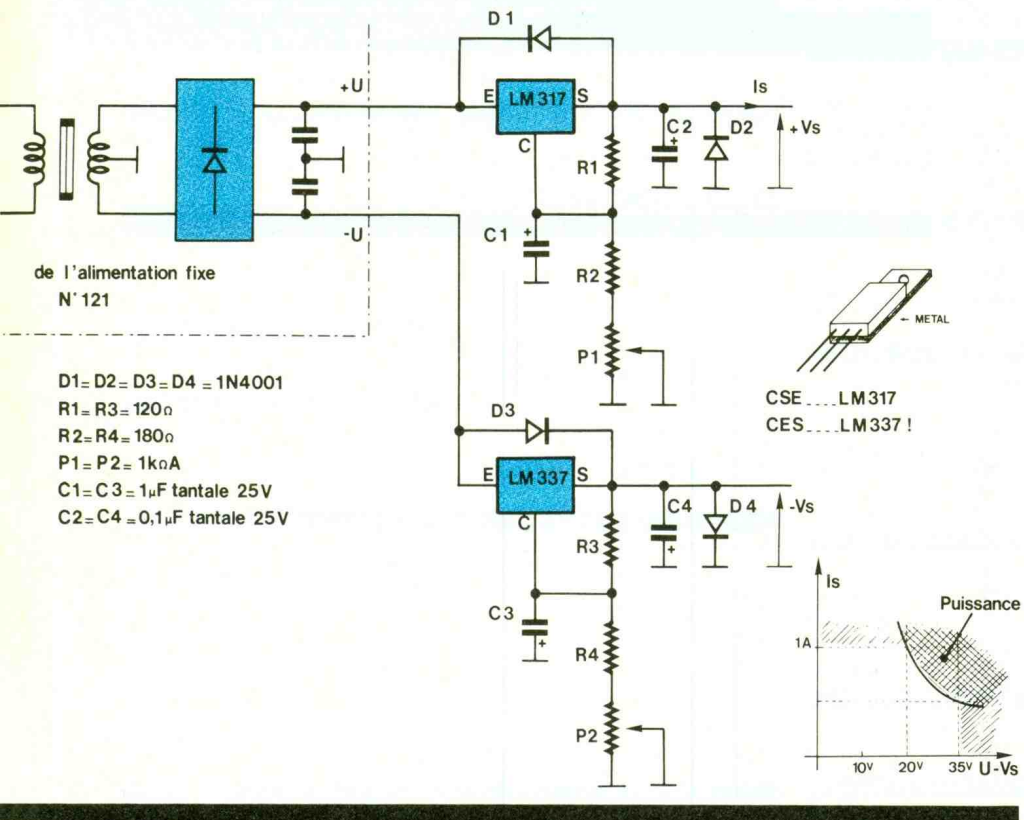 D1
+U
E LM 317 S
Is
C2
+
D2
+Vs
C
R1
C1
+
-U
R2
de l'alimentation fixe
N° 121
← METAL
P1
D1=D2=D3=D4=1N4001
R1=R3=120Ω
R2=R4=180Ω
P1=P2=1kΩA
C1=C3=1µF tantale 25V
C2=C4=0,1µF tantale 25V
CSE....LM317
CES....LM337!
D3
E LM 337 S
C4
+
D4
-Vs
C
R3
C3
+
R4
P2
Is
Puissance
1A
10V 20V 35V U-Vs